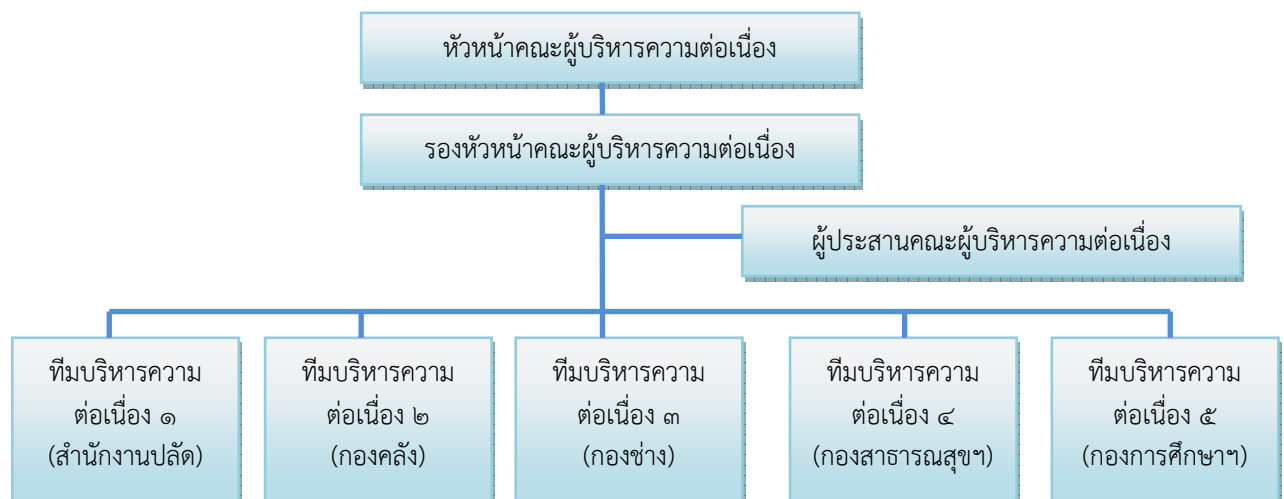 หัวหน้าคณะผู้บริหารความต่อเนื่อง
รองหัวหน้าคณะผู้บริหารความต่อเนื่อง
ผู้ประสานคณะผู้บริหารความต่อเนื่อง
ทีมบริหารความ
ต่อเนื่อง ๑
(สำนักงานปลัด)
ทีมบริหารความ
ต่อเนื่อง ๒
(กองคลัง)
ทีมบริหารความ
ต่อเนื่อง ๓
(กองช่าง)
ทีมบริหารความ
ต่อเนื่อง ๔
(กองสาธารณสุขฯ)
ทีมบริหารความ
ต่อเนื่อง ๕
(กองการศึกษาฯ)